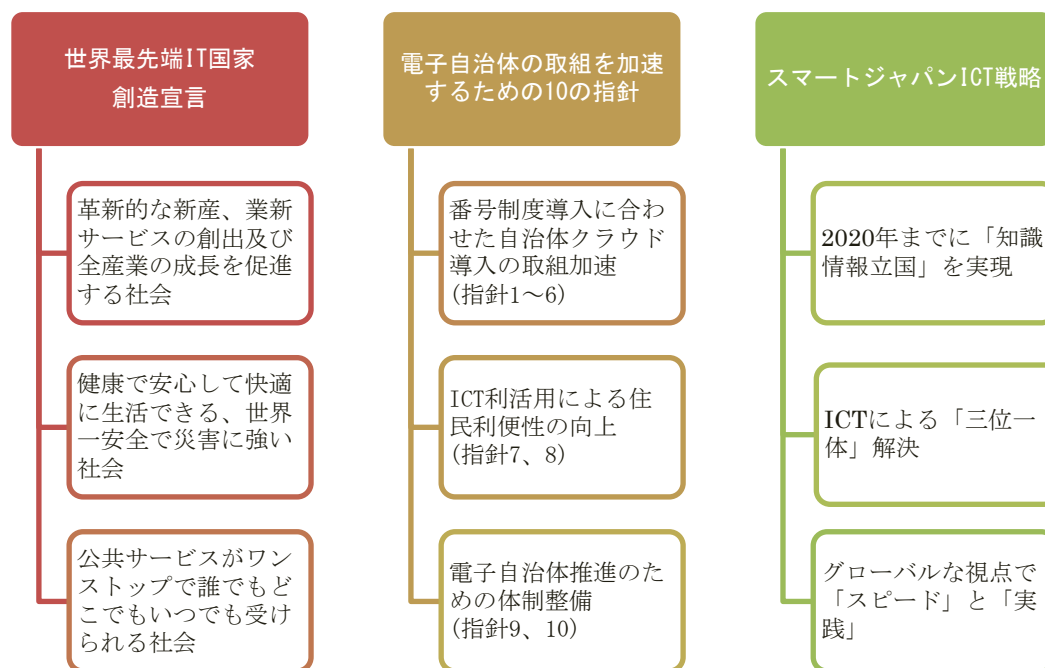 世界最先端IT国家
創造宣言
革新的な新産、業新
サービスの創出及び
全産業の成長を促進
する社会
健康で安心して快適
に生活できる、世界
一安全で災害に強い
社会
公共サービスがワン
ストップで誰でもど
こでもいつでも受け
られる社会
電子自治体の取組を加速
するための10の指針
番号制度導入に合わ
せた自治体クラウド
導入の取組加速
(指針1～6)
ICT利活用による住
民利便性の向上
(指針7、8)
電子自治体推進のた
めの体制整備
(指針9、10)
スマートジャパンICT戦略
2020年までに「知識
情報立国」を実現
ICTによる「三位一
体」解決
グローバルな視点で
「スピード」と「実
践」